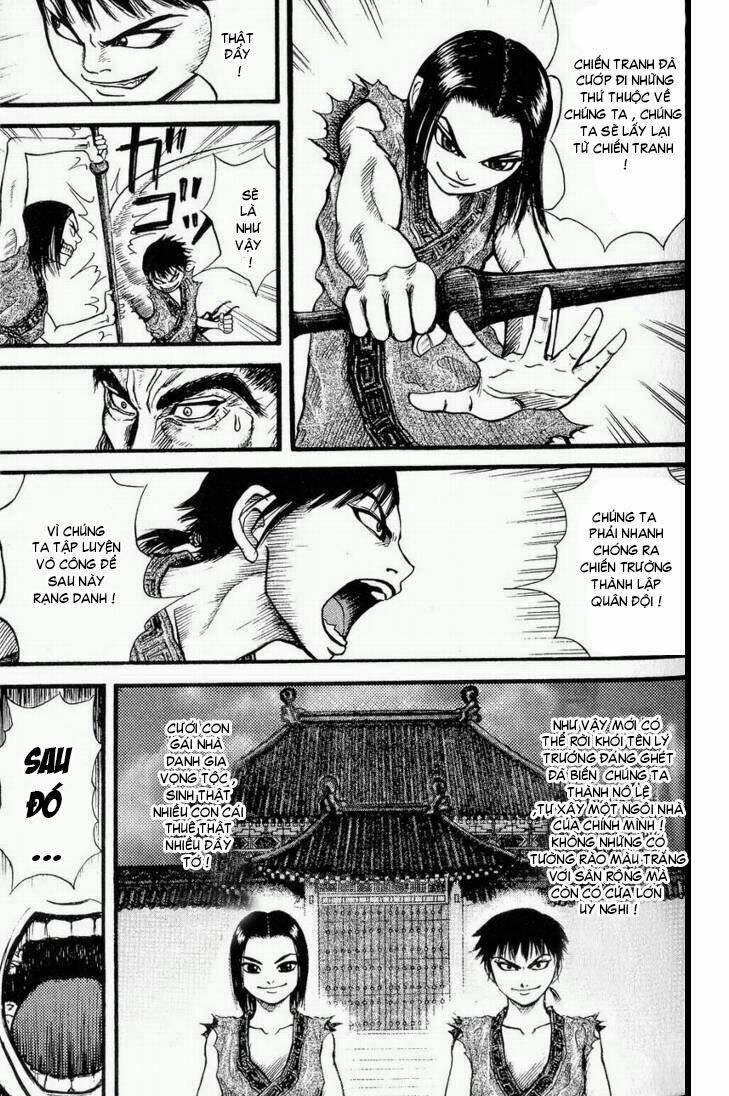 CHIẾN TRANH ĐÃ
CƯỚP ĐI NHỮNG
THỨ THUỘC VỀ
CHÚNG TA , CHÚNG
TA SẼ LẤY LẠI
TỪ CHIẾN TRANH
!
THẬT
ĐẤY
!
SẼ
LÀ
NHƯ
VẬY !
ガガッ
CHÚNG TA
PHẢI NHANH
CHÓNG RA
CHIẾN TRƯỜNG
THÀNH LẬP
QUÂN ĐỘI !
VÌ CHÚNG
TA TẬP LUYỆN
VÕ CÔNG ĐỂ
SAU NÀY
RẠNG DANH !
NHƯ VẬY MỚI CÓ
THỂ RỜI KHỎI TÊN LÝ
TRƯỞNG ĐÁNG GHÉT
ĐÃ BIẾN CHÚNG TA
THÀNH NÔ LỆ
,TỰ XÂY MỘT NGÔI NHÀ
CỦA CHÍNH MÌNH !
KHÔNG NHỮNG CÓ
TƯỜNG RÀO MÀU TRẮNG
VỚI SÂN RỘNG MÀ
CÒN CÓ CỬA LỚN
UY NGHI !
CƯỚI CON
GÁI NHÀ
DANH GIA
VỌNG TỘC ,
SINH THẬT
NHIỀU CON CÁI
THUÊ THẬT
NHIỀU ĐẦY
TỚ !
SAU
ĐÓ
...